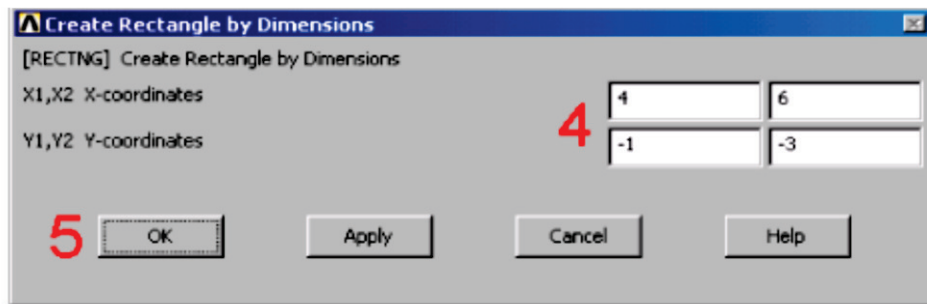 Create Rectangle by Dimensions
[RECTNG] Create Rectangle by Dimensions
X1,X2 X-coordinates 4 6
4
Y1,Y2 Y-coordinates -1 -3
5 OK Apply Cancel Help